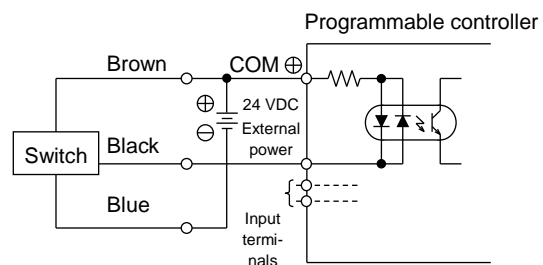 Programmable controller
Brown
COM ⊕
⊕
24 VDC
⊖
External
power
Switch
Black
Blue
Input
termi-
nals